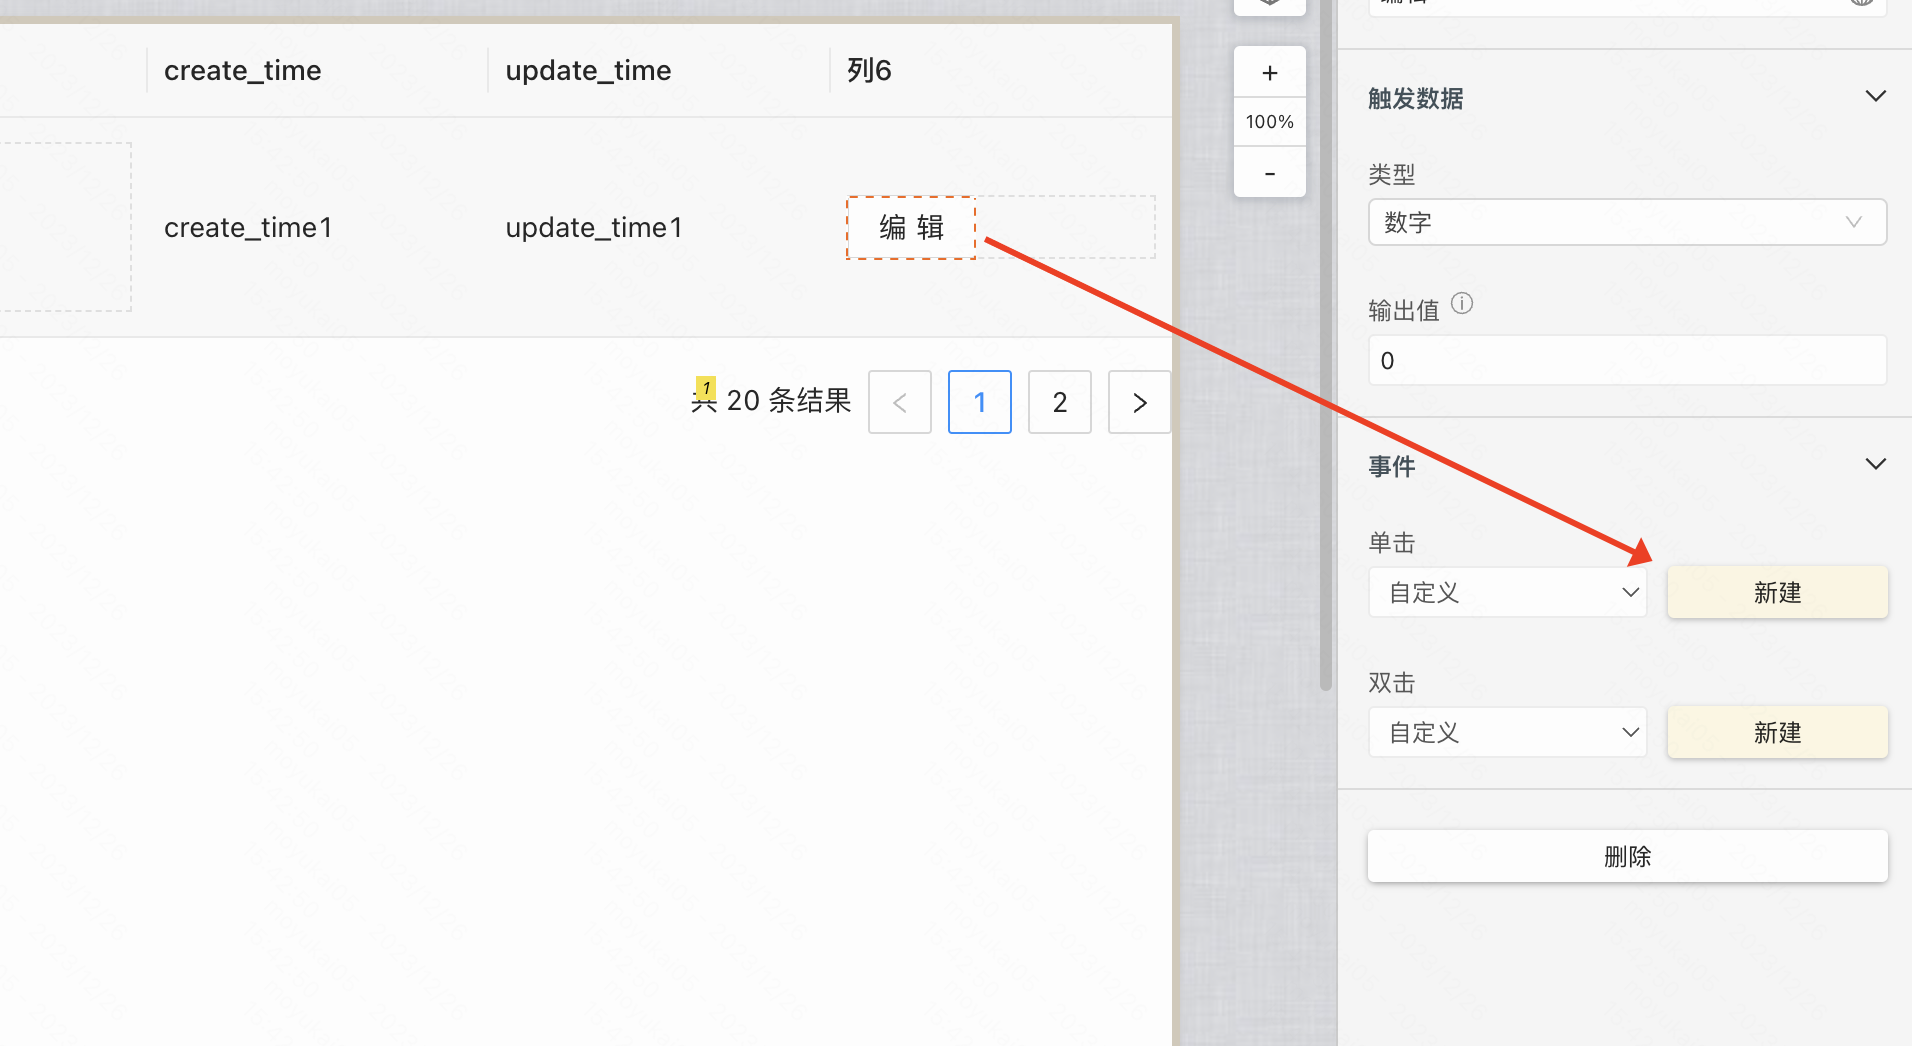 create_time
update_time
列6
create_time1
update_time1
编 辑
1
共 20 条结果
<
1
2
>
+
100%
-
触发数据
类型
数字
输出值
0
事件
单击
自定义
新建
双击
自定义
新建
删除